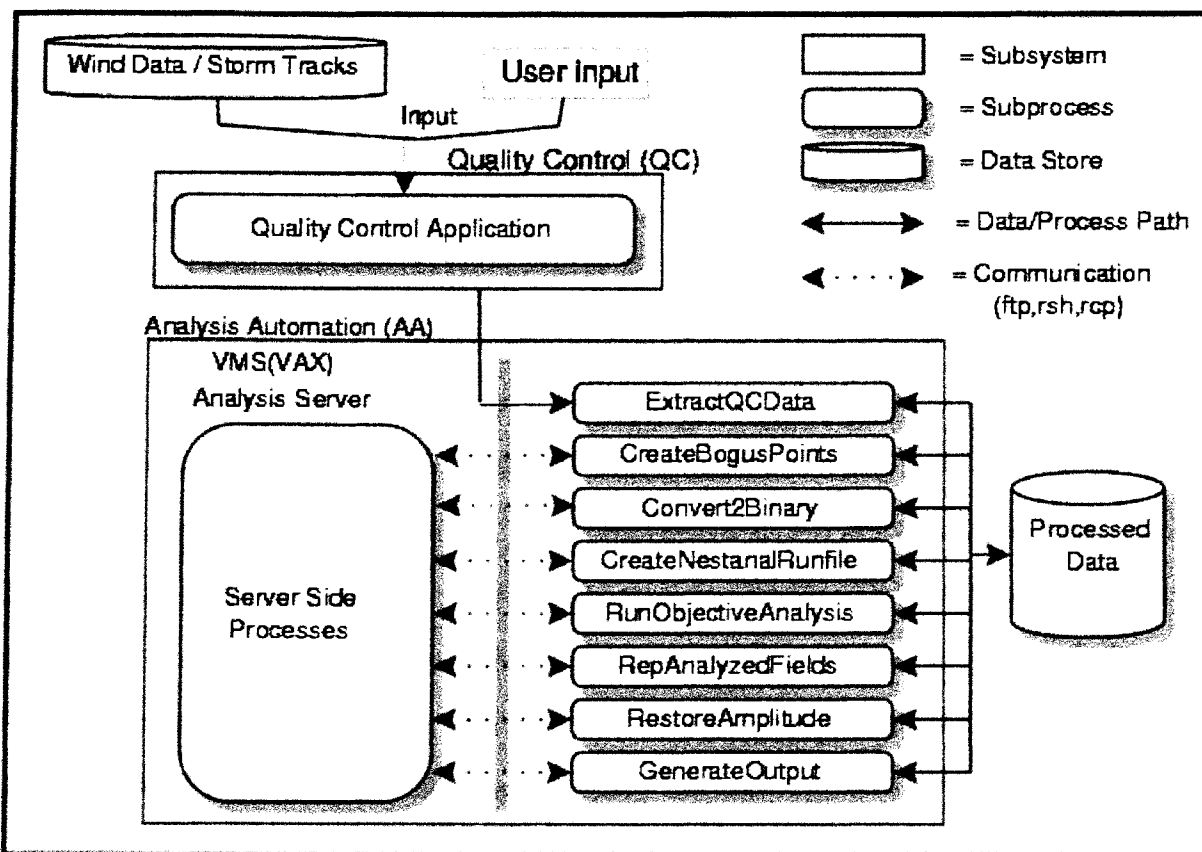 Wind Data / Storm Tracks
User Input
Input
Quality Control (QC)
Quality Control Application
= Subsystem
= Subprocess
= Data Store
= Data/Process Path
= Communication
(ftp,rsh,rcp)
Analysis Automation (AA)
VMS(VAX)
Analysis Server
Server Side
Processes
ExtractQCData
CreateBogusPoints
Convert2Binary
CreateNestanalRunfile
RunObjectiveAnalysis
RepAnalyzedFields
RestoreAmplitude
GenerateOutput
Processed
Data